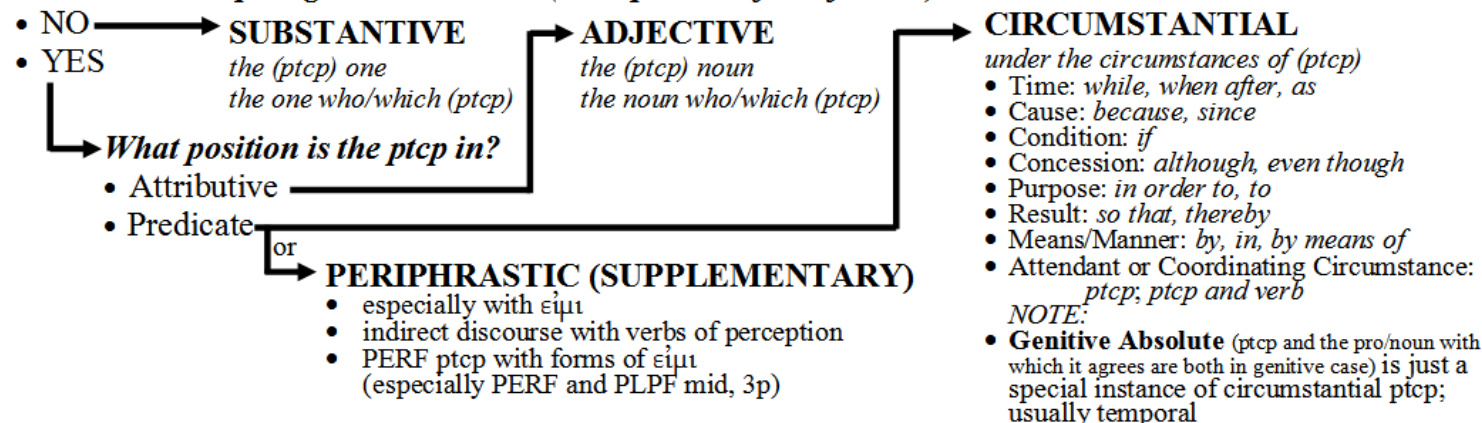 • NO
• YES
SUBSTANTIVE
the (ptcp) one
the one who/which (ptcp)
What position is the ptcp in?
• Attributive
• Predicate
or
ADJECTIVE
the (ptcp) noun
the noun who/which (ptcp)
PERIPHRASTIC (SUPPLEMENTARY)
• especially with εἰμι
• indirect discourse with verbs of perception
• PERF ptcp with forms of εἰμι
(especially PERF and PLPF mid, 3p)
CIRCUMSTANTIAL
under the circumstances of (ptcp)
• Time: while, when after, as
• Cause: because, since
• Condition: if
• Concession: although, even though
• Purpose: in order to, to
• Result: so that, thereby
• Means/Manner: by, in, by means of
• Attendant or Coordinating Circumstance:
ptcp; ptcp and verb
NOTE:
• Genitive Absolute (ptcp and the pro/noun with
which it agrees are both in genitive case) is just a
special instance of circumstantial ptcp;
usually temporal